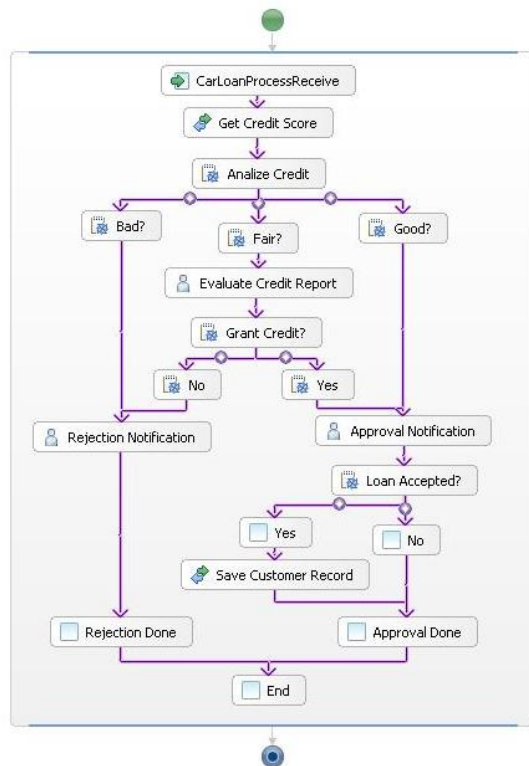 CarLoanProcessReceive
Get Credit Score
Analize Credit
Bad?
Fair?
Good?
Evaluate Credit Report
Grant Credit?
No
Yes
Rejection Notification
Approval Notification
Loan Accepted?
Yes
No
Save Customer Record
Rejection Done
Approval Done
End